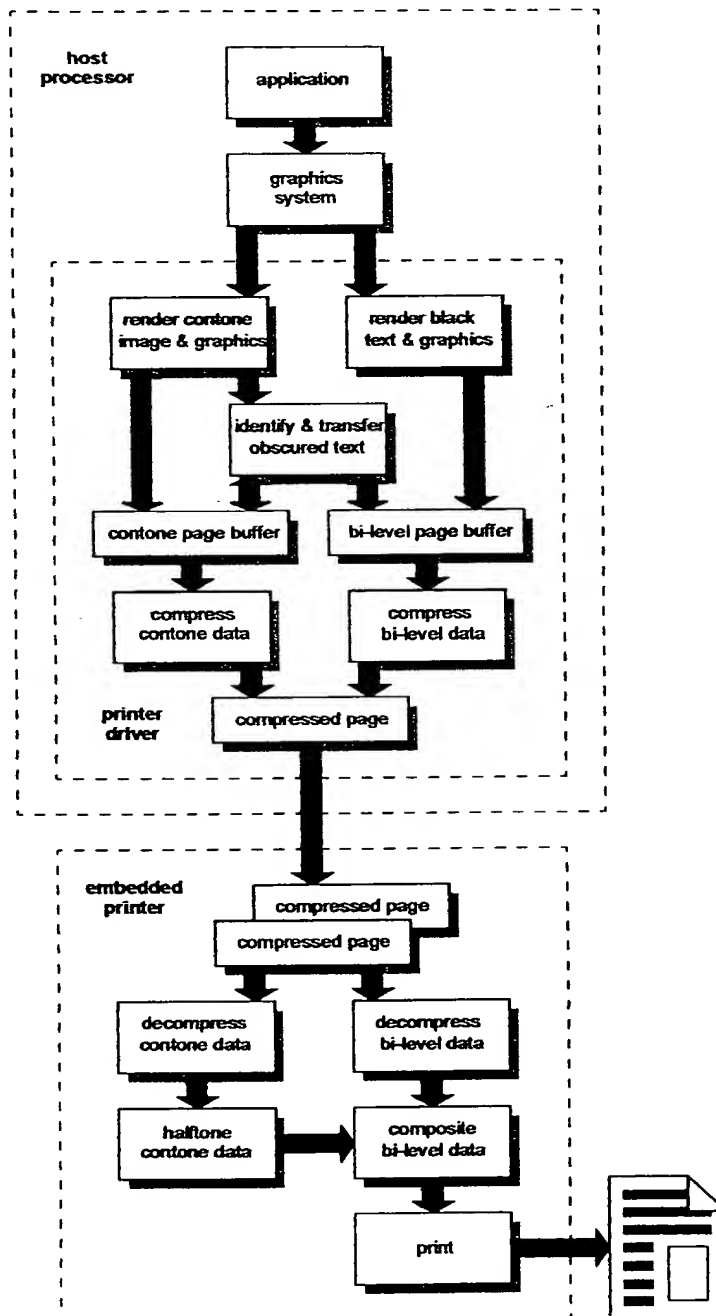 host
processor
application
graphics
system
render contone
image & graphics
render black
text & graphics
identify & transfer
obscured text
contone page buffer
bi-level page buffer
compress
contone data
compress
bi-level data
printer
driver
compressed page
embedded
printer
compressed page
compressed page
decompress
contone data
decompress
bi-level data
halftone
contone data
composite
bi-level data
print